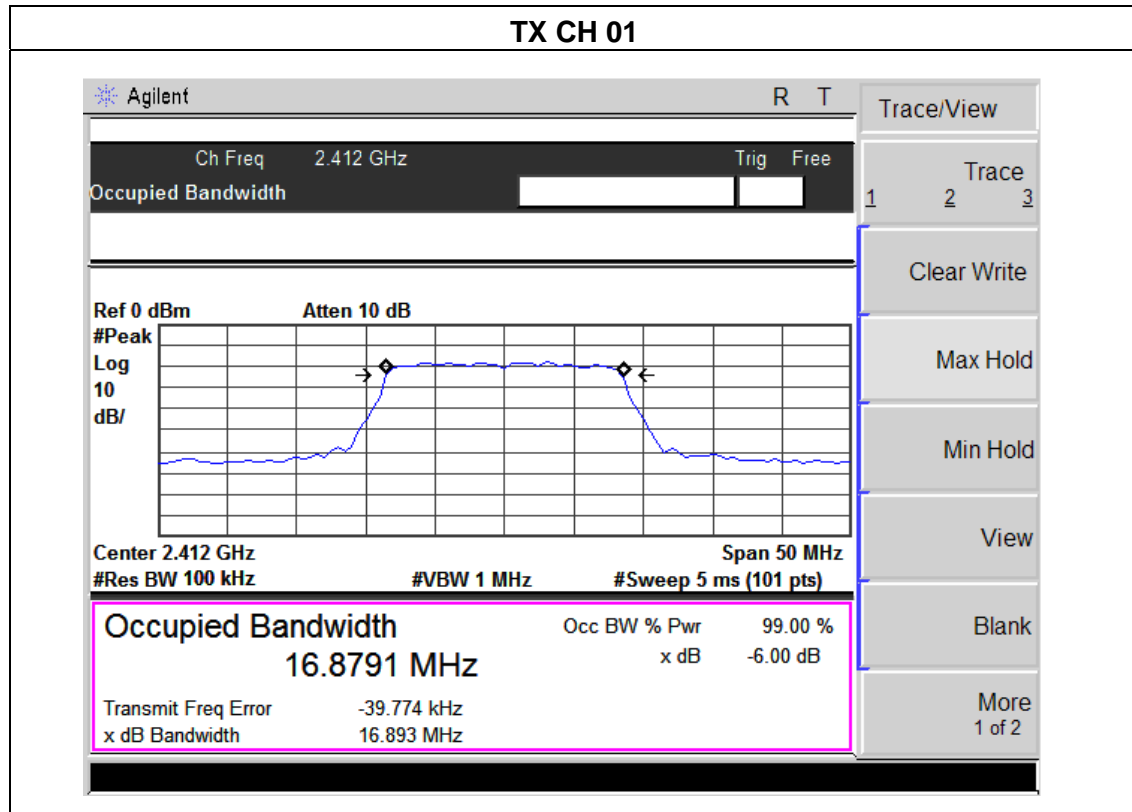 TX CH 01
Agilent R T
Trace/View
Ch Freq 2.412 GHz Trig Free
Occupied Bandwidth
Trace
1 2 3
Clear Write
Ref 0 dBm Atten 10 dB
#Peak
Log
10
dB/
Max Hold
Min Hold
View
Center 2.412 GHz Span 50 MHz
#Res BW 100 kHz #VBW 1 MHz #Sweep 5 ms (101 pts)
Occupied Bandwidth Occ BW % Pwr 99.00 %
16.8791 MHz x dB -6.00 dB
Blank
Transmit Freq Error -39.774 kHz
x dB Bandwidth 16.893 MHz
More
1 of 2